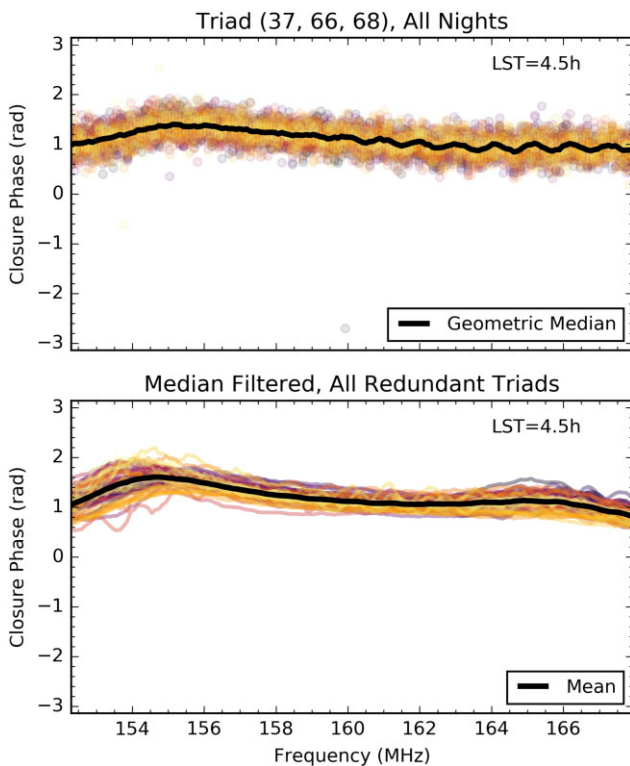 Triad (37, 66, 68), All Nights
3
LST=4.5h
2
1
0
−1
−2
−3
Closure Phase (rad)
Geometric Median
Median Filtered, All Redundant Triads
3
LST=4.5h
2
1
0
−1
−2
−3
Closure Phase (rad)
Mean
154 156 158 160 162 164 166
Frequency (MHz)